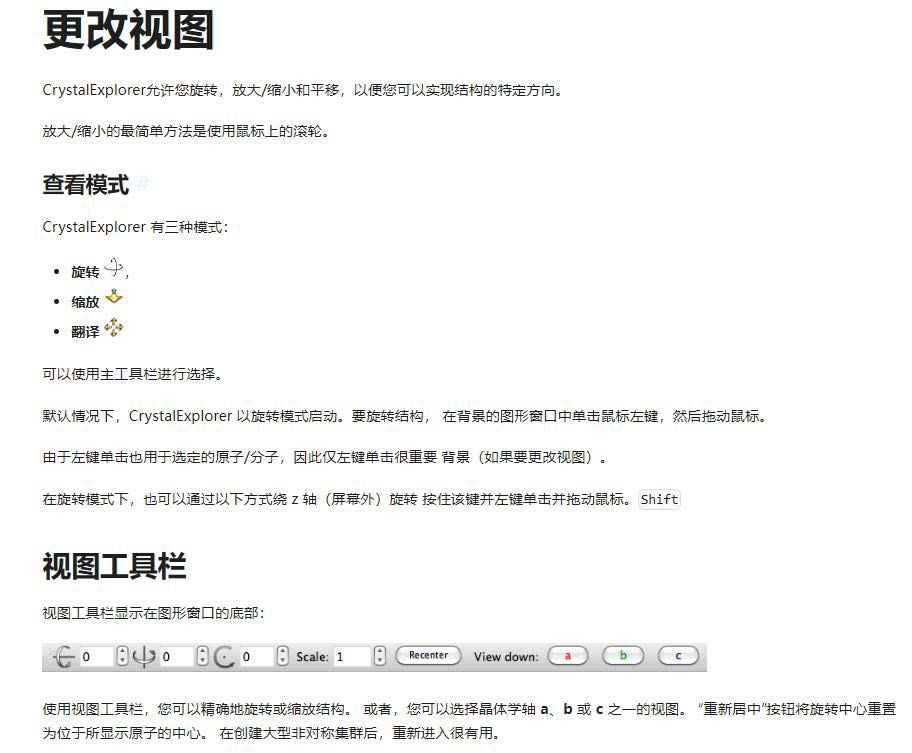 更改视图
CrystalExplorer允许您旋转，放大/缩小和平移，以便您可以实现结构的特定方向。
放大/缩小的最简单方法是使用鼠标上的滚轮。
查看模式 #
CrystalExplorer 有三种模式：
• 旋转 ，
• 缩放
• 翻译
可以使用主工具栏进行选择。
默认情况下，CrystalExplorer 以旋转模式启动。要旋转结构， 在背景的图形窗口中单击鼠标左键，然后拖动鼠标。
由于左键单击也用于选定的原子/分子，因此仅左键单击很重要 背景（如果要更改视图）。
在旋转模式下，也可以通过以下方式绕 z 轴（屏幕外）旋转 按住该键并左键单击并拖动鼠标。Shift
视图工具栏
视图工具栏显示在图形窗口的底部：
0 0 0 Scale: 1 Recenter View down: a b c
使用视图工具栏，您可以精确地旋转或缩放结构。 或者，您可以选择晶体学轴 a、b 或 c 之一的视图。 “重新居中”按钮将旋转中心重置
为位于所显示原子的中心。 在创建大型非对称集群后，重新进入很有用。